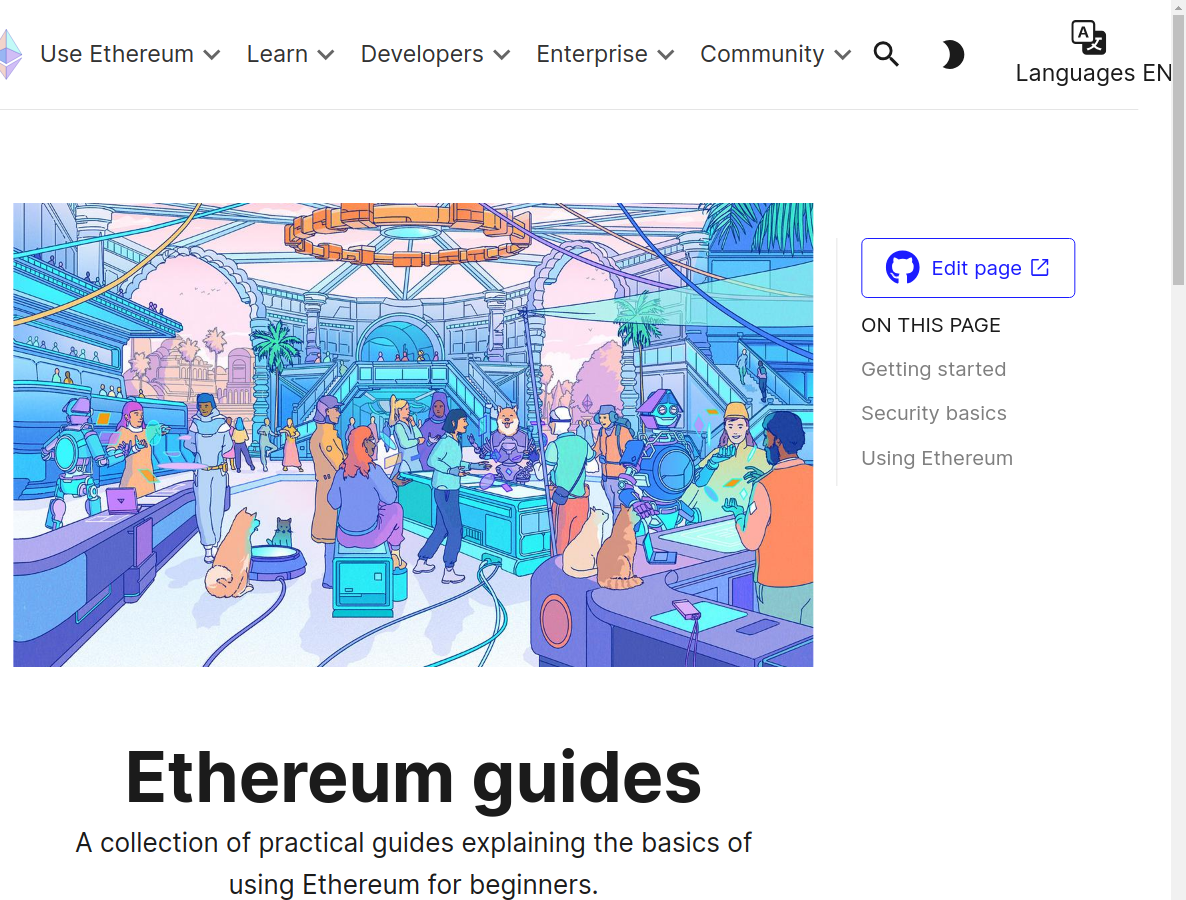 Use Ethereum Learn Developers Enterprise Community
Languages EN
Edit page
ON THIS PAGE
Getting started
Security basics
Using Ethereum
Ethereum guides
A collection of practical guides explaining the basics of
using Ethereum for beginners.